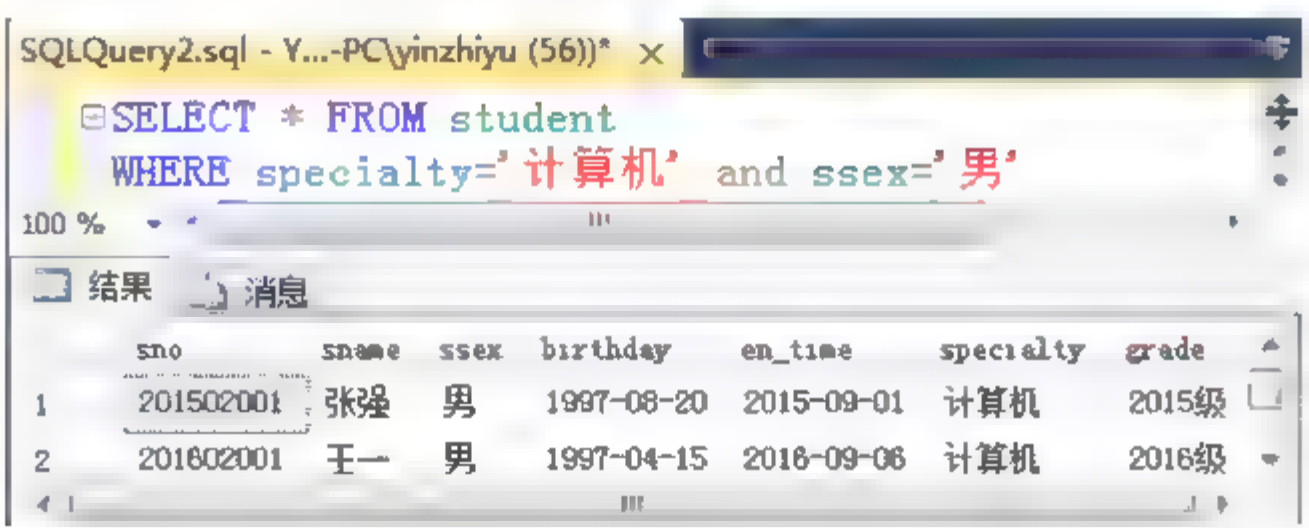 SQLQuery2.sql - Y...-PC\yinzhiyu (56))* ×
SELECT * FROM student
WHERE specialty='计算机' and ssex='男'
100 %
结果 消息
sno sname ssex birthday en_time specialty grade
1 201502001 张强 男 1997-08-20 2015-09-01 计算机 2015级
2 201602001 王一 男 1997-04-15 2016-09-06 计算机 2016级